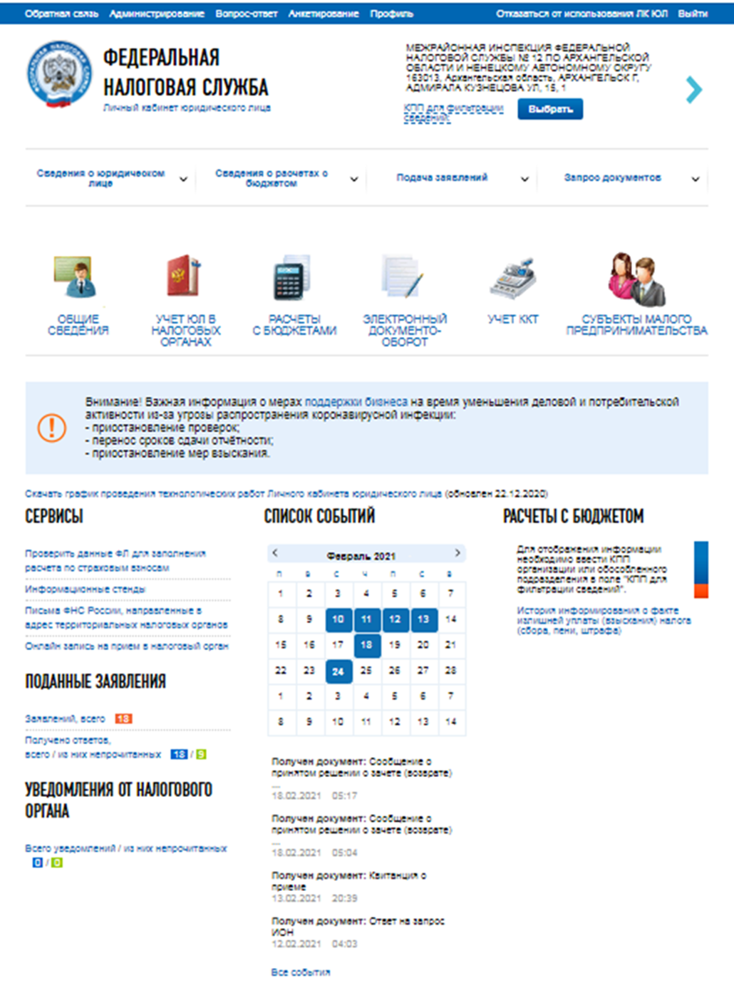 Обратная связь Администрирование Вопрос-ответ Анкетирование Профиль Отказаться от использования ЛК ЮЛ Выйти
ФЕДЕРАЛЬНАЯ
НАЛОГОВАЯ СЛУЖБА
Личный кабинет юридического лица
МЕЖРАЙОННАЯ ИНСПЕКЦИЯ ФЕДЕРАЛЬНОЙ
НАЛОГОВОЙ СЛУЖБЫ № 12 ПО АРХАНГЕЛЬСКОЙ
ОБЛАСТИ И НЕНЕЦКОМУ АВТОНОМНОМУ ОКРУГУ
163013, Архангельская область, АРХАНГЕЛЬСК Г,
АДМИРАЛА КУЗНЕЦОВА УЛ, 15, 1
КПП для фильтрации
сведений:
Выбрать
Сведения о юридическом
лице
Сведения о расчетах с
бюджетом
Подача заявлений
Запрос документов
ОБЩИЕ
СВЕДЕНИЯ
УЧЕТ ЮЛ В
НАЛОГОВЫХ
ОРГАНАХ
РАСЧЕТЫ
С БЮДЖЕТАМИ
ЭЛЕКТРОННЫЙ
ДОКУМЕНТО-
ОБОРОТ
УЧЕТ ККТ
СУБЪЕКТЫ МАЛОГО
ПРЕДПРИНИМАТЕЛЬСТВА
Внимание! Важная информация о мерах поддержки бизнеса на время уменьшения деловой и потребительской
активности из-за угрозы распространения коронавирусной инфекции:
- приостановление проверок;
- перенос сроков сдачи отчётности;
- приостановление мер взыскания.
Скачать график проведения технологических работ Личного кабинета юридического лица (обновлен 22.12.2020)
СЕРВИСЫ
Проверить данные ФЛ для заполнения
расчета по страховым взносам
Информационные стенды
Письма ФНС России, направленные в
адрес территориальных налоговых органов
Онлайн запись на прием в налоговый орган
ПОДАННЫЕ ЗАЯВЛЕНИЯ
Заявлений, всего 18
Получено ответов,
всего / из них непрочитанных 18 / 9
УВЕДОМЛЕНИЯ ОТ НАЛОГОВОГО
ОРГАНА
Всего уведомлений / из них непрочитанных
0 / 0
СПИСОК СОБЫТИЙ
Февраль 2021
п в с ч п с в
1 2 3 4 5 6 7
8 9 10 11 12 13 14
15 16 17 18 19 20 21
22 23 24 25 26 27 28
1 2 3 4 5 6 7
8 9 10 11 12 13 14
Получен документ: Сообщение о
принятом решении о зачете (возврате)
...
18.02.2021 05:17
Получен документ: Сообщение о
принятом решении о зачете (возврате)
...
18.02.2021 05:04
Получен документ: Квитанция о
приеме
13.02.2021 20:39
Получен документ: Ответ на запрос
ИОН
12.02.2021 04:03
Все события
РАСЧЕТЫ С БЮДЖЕТОМ
Для отображения информации
необходимо ввести КПП
организации или обособленного
подразделения в поле "КПП для
фильтрации сведений".
История информирования о факте
излишней уплаты (взыскания) налога
(сбора, пени, штрафа)